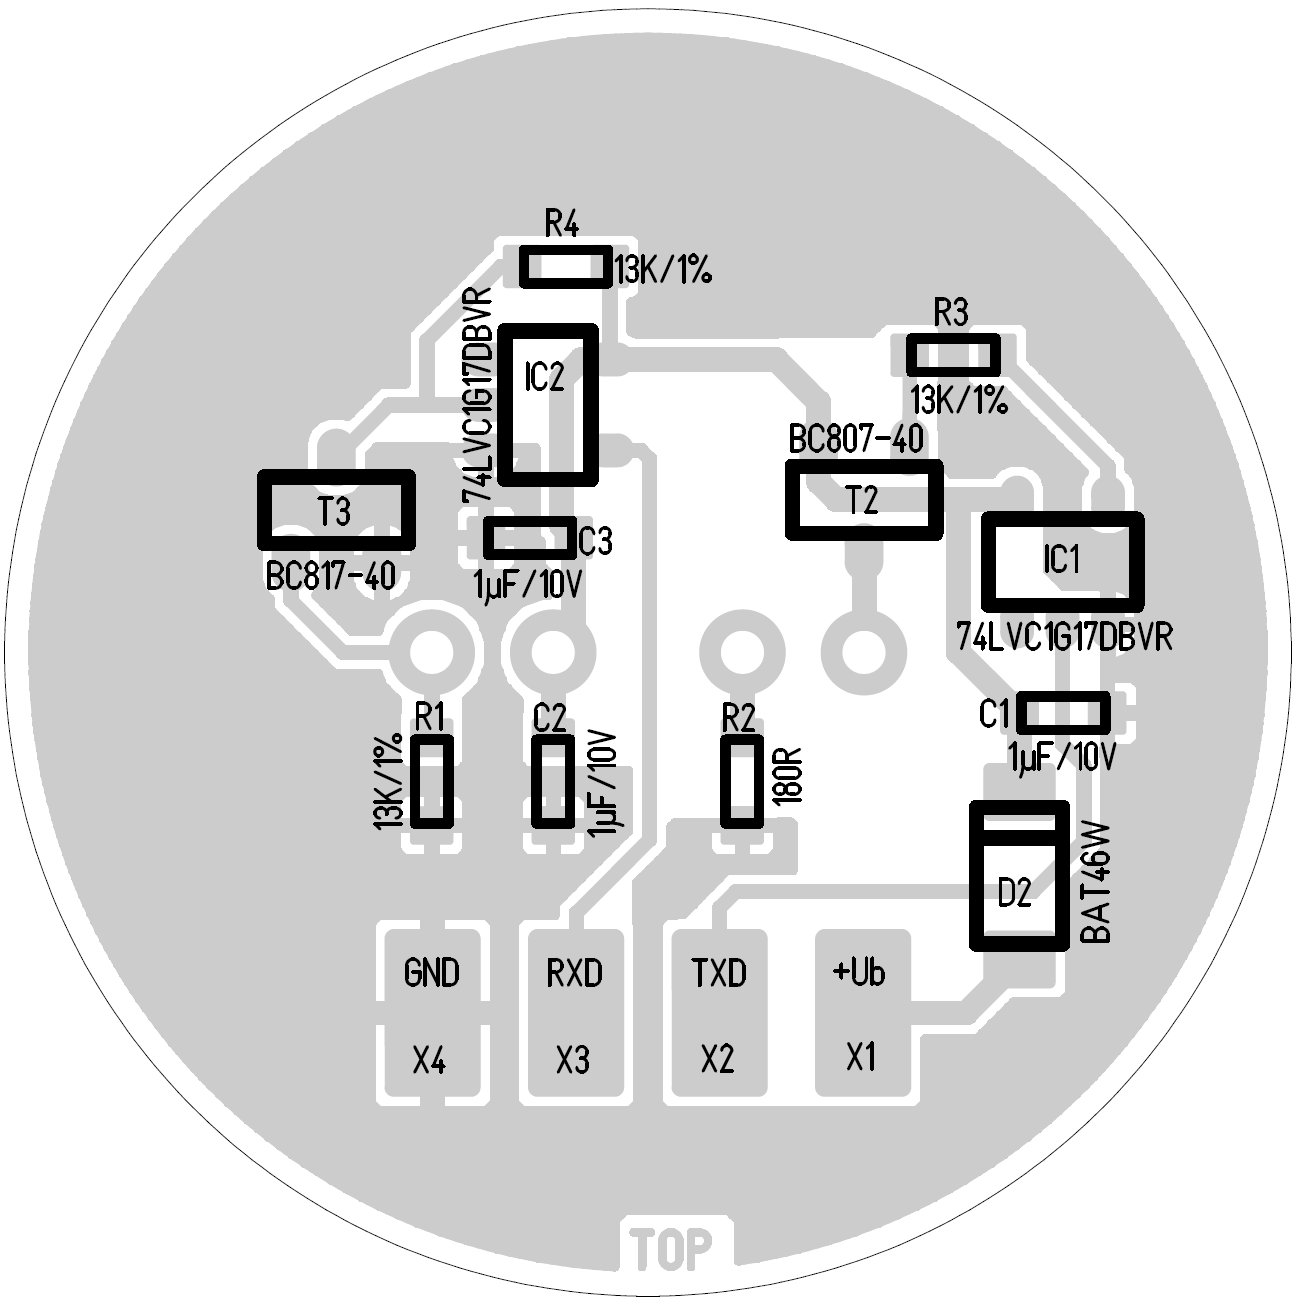 R4
13K/1%
R3
13K/1%
74LVC1G17DBVR
IC2
BC807-40
T2
T3
BC817-40
C3
1µF/10V
IC1
74LVC1G17DBVR
R1
13K/1%
C2
1µF/10V
R2
180R
C1
1µF/10V
D2
BAT46W
GND
RXD
TXD
+Ub
X4
X3
X2
X1
TOP